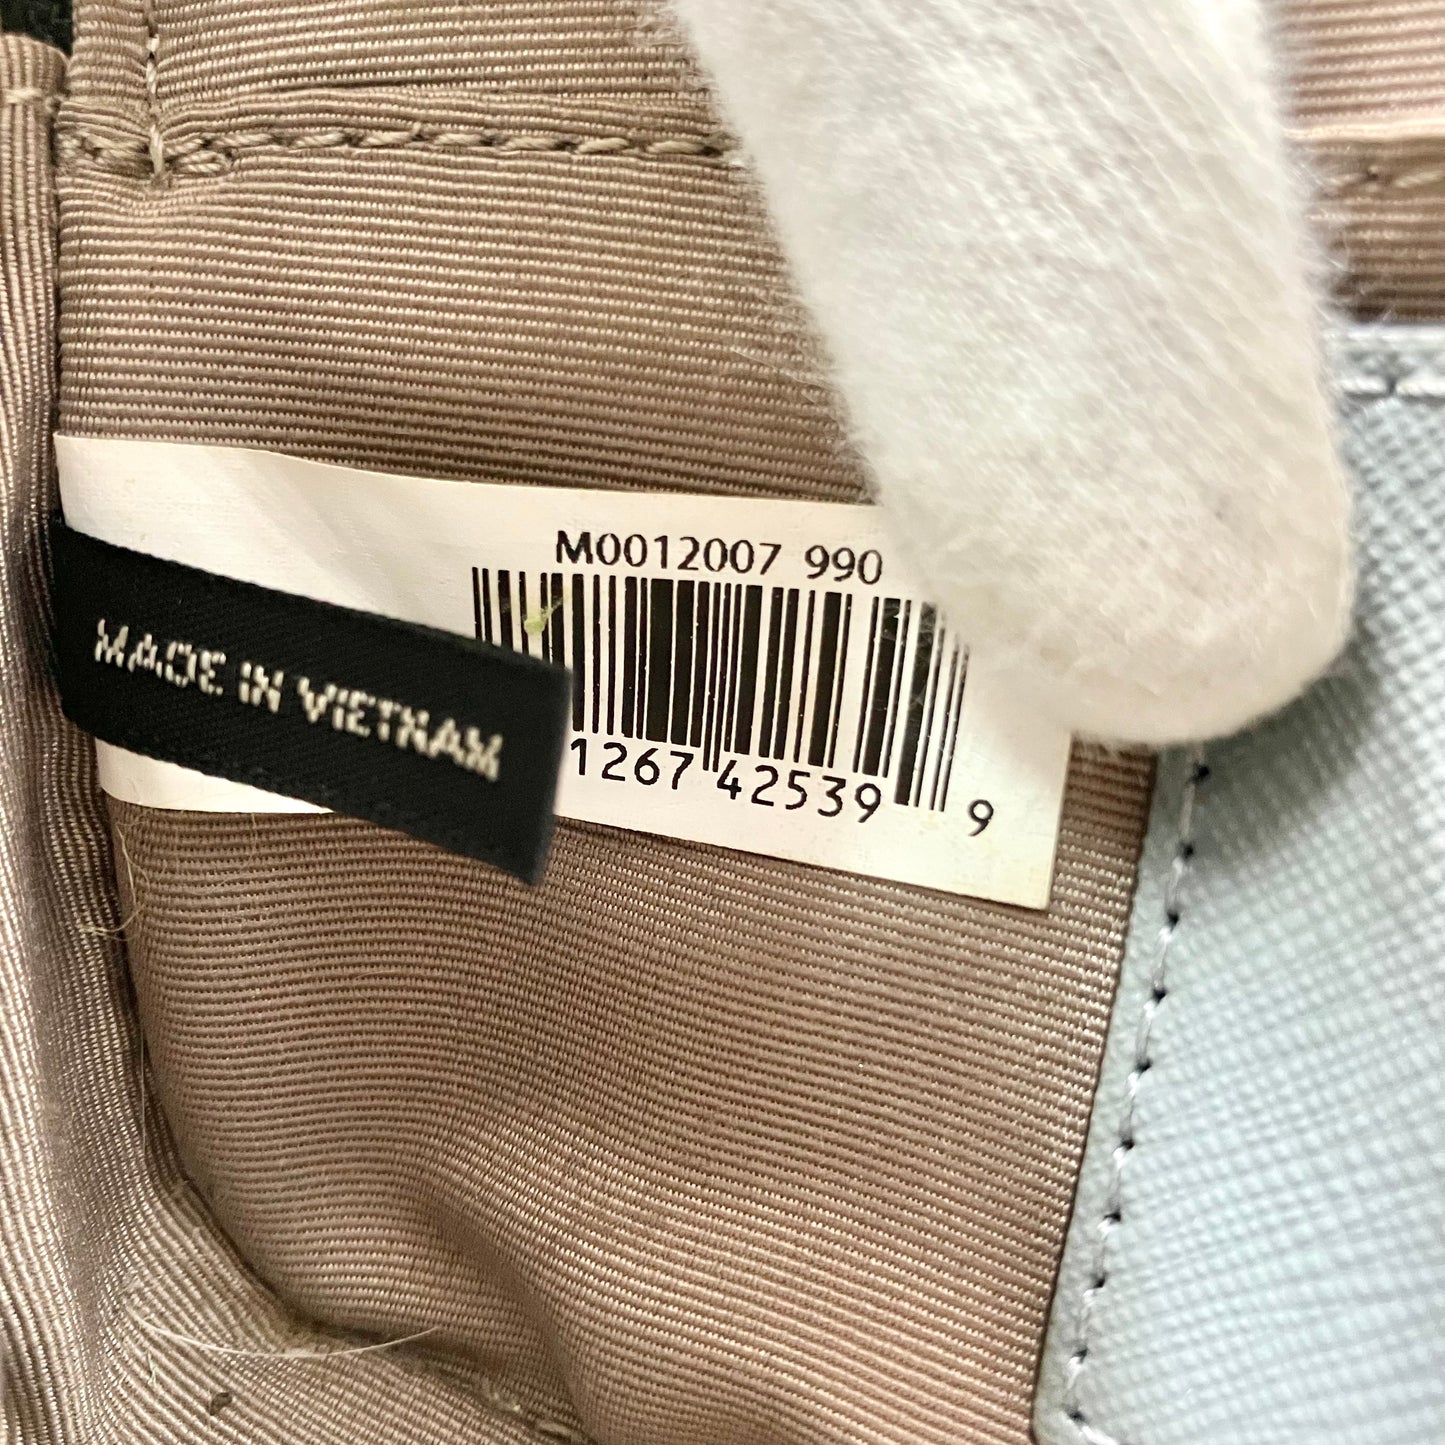 M0012007 990
MADE IN VIETNAM
1267 42539 9